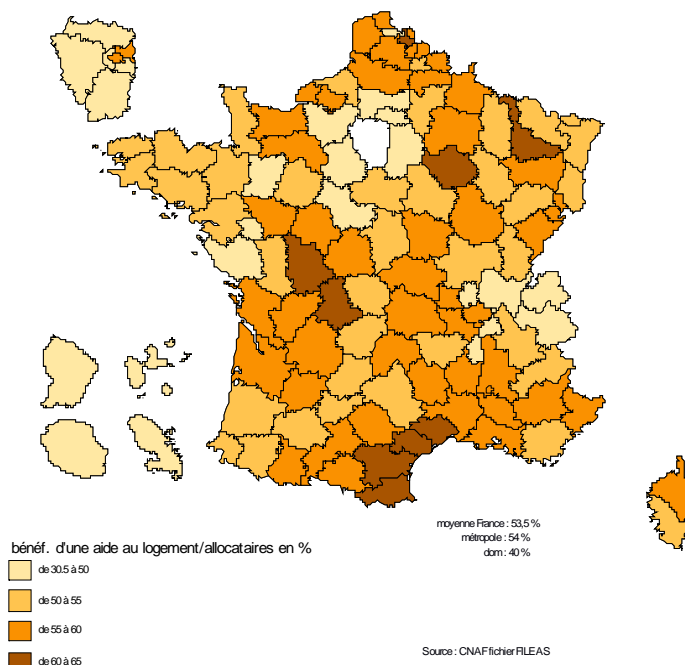 moyenne France : 53,5 %
métropole : 54 %
dom : 40 %
bénéf. d'une aide au logement/allocataires en %
de 30.5 à 50
de 50 à 55
de 55 à 60
de 60 à 65
Source : CNAF fichier FILEAS